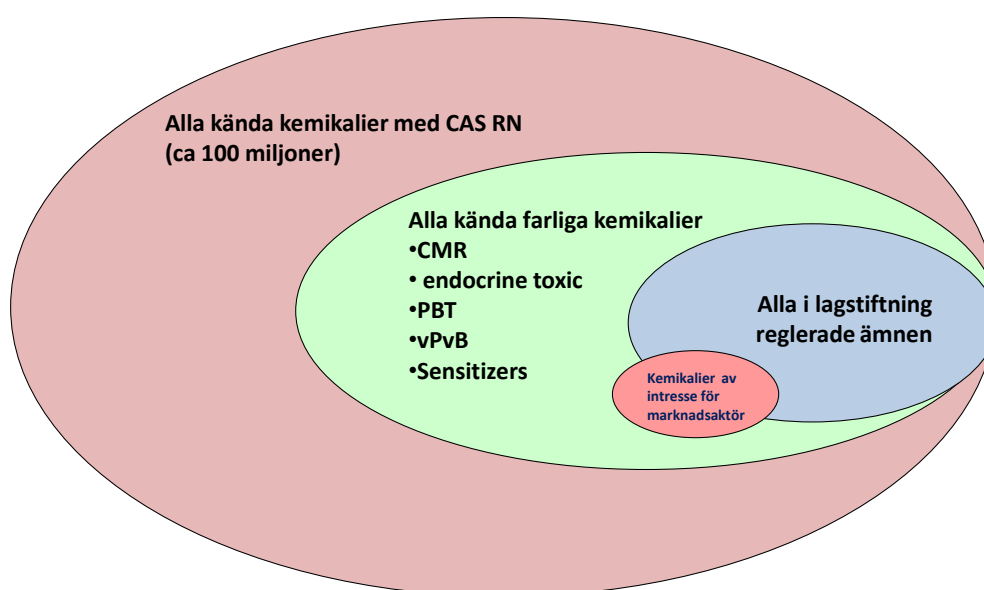 Alla kända kemikalier med CAS RN
(ca 100 miljoner)
Alla kända farliga kemikalier
•CMR
• endocrine toxic
•PBT
•vPvB
•Sensitizers
Alla i lagstiftning
reglerade ämnen
Kemikalier av
intresse för
marknadsaktör